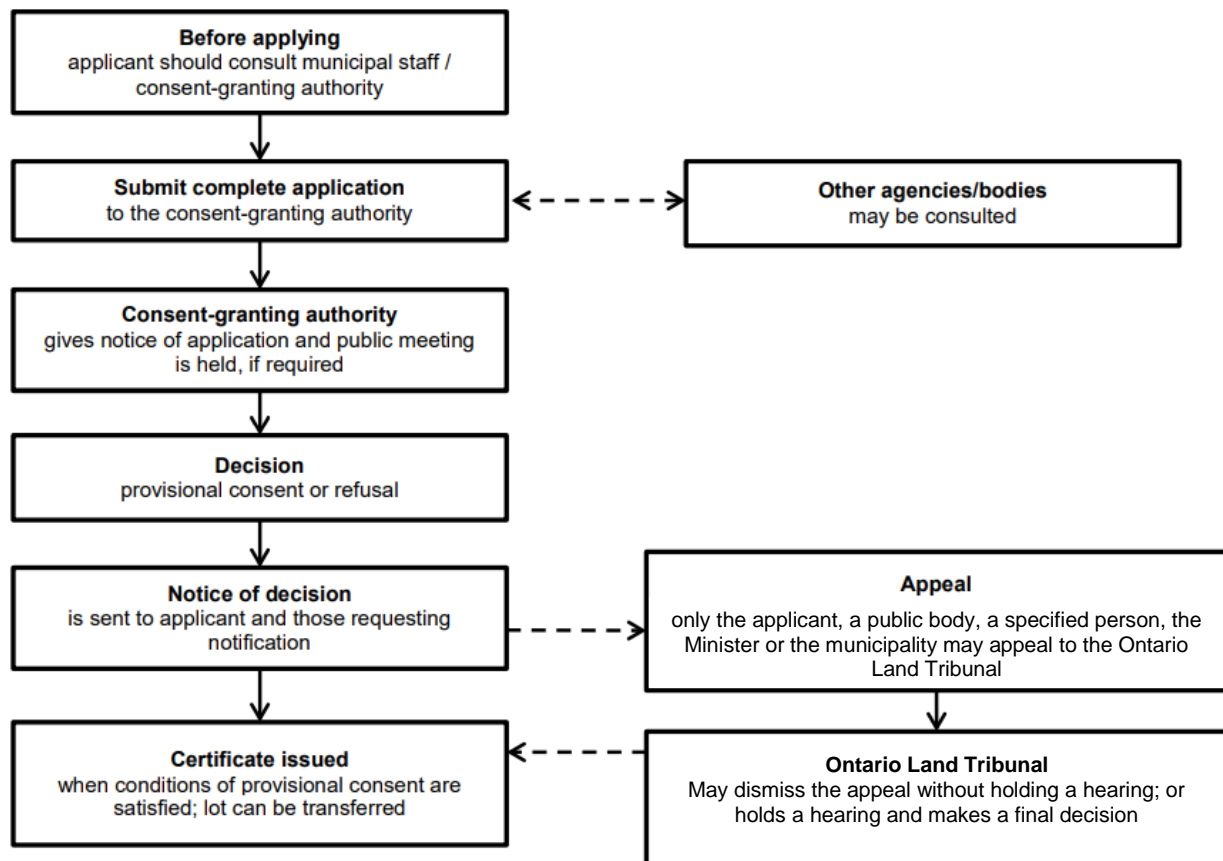 Before applying
applicant should consult municipal staff /
consent-granting authority
Submit complete application
to the consent-granting authority
Other agencies/bodies
may be consulted
Consent-granting authority
gives notice of application and public meeting
is held, if required
Decision
provisional consent or refusal
Notice of decision
is sent to applicant and those requesting
notification
Appeal
only the applicant, a public body, a specified person, the
Minister or the municipality may appeal to the Ontario
Land Tribunal
Certificate issued
when conditions of provisional consent are
satisfied; lot can be transferred
Ontario Land Tribunal
May dismiss the appeal without holding a hearing; or
holds a hearing and makes a final decision